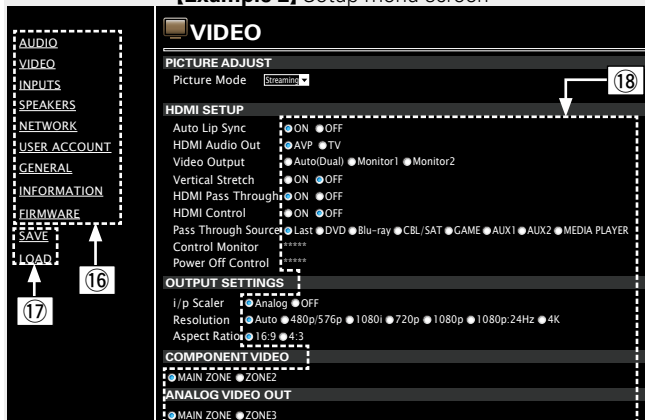 [Example 2] Setup menu screen
AUDIO
VIDEO
INPUTS
SPEAKERS
NETWORK
USER ACCOUNT
GENERAL
INFORMATION
FIRMWARE
SAVE
LOAD
⑯
⑰
VIDEO
PICTURE ADJUST
Picture Mode Streaming
⑱
HDMI SETUP
Auto Lip Sync ON OFF
HDMI Audio Out AVP TV
Video Output Auto(Dual) Monitor1 Monitor2
Vertical Stretch ON OFF
HDMI Pass Through ON OFF
HDMI Control ON OFF
Pass Through Source Last DVD Blu-ray CBL/SAT GAME AUX1 AUX2 MEDIA PLAYER
Control Monitor *****
Power Off Control *****
OUTPUT SETTINGS
i/p Scaler Analog OFF
Resolution Auto 480p/576p 1080i 720p 1080p 1080p:24Hz 4K
Aspect Ratio 16:9 4:3
COMPONENT VIDEO
MAIN ZONE ZONE2
ANALOG VIDEO OUT
MAIN ZONE ZONE3